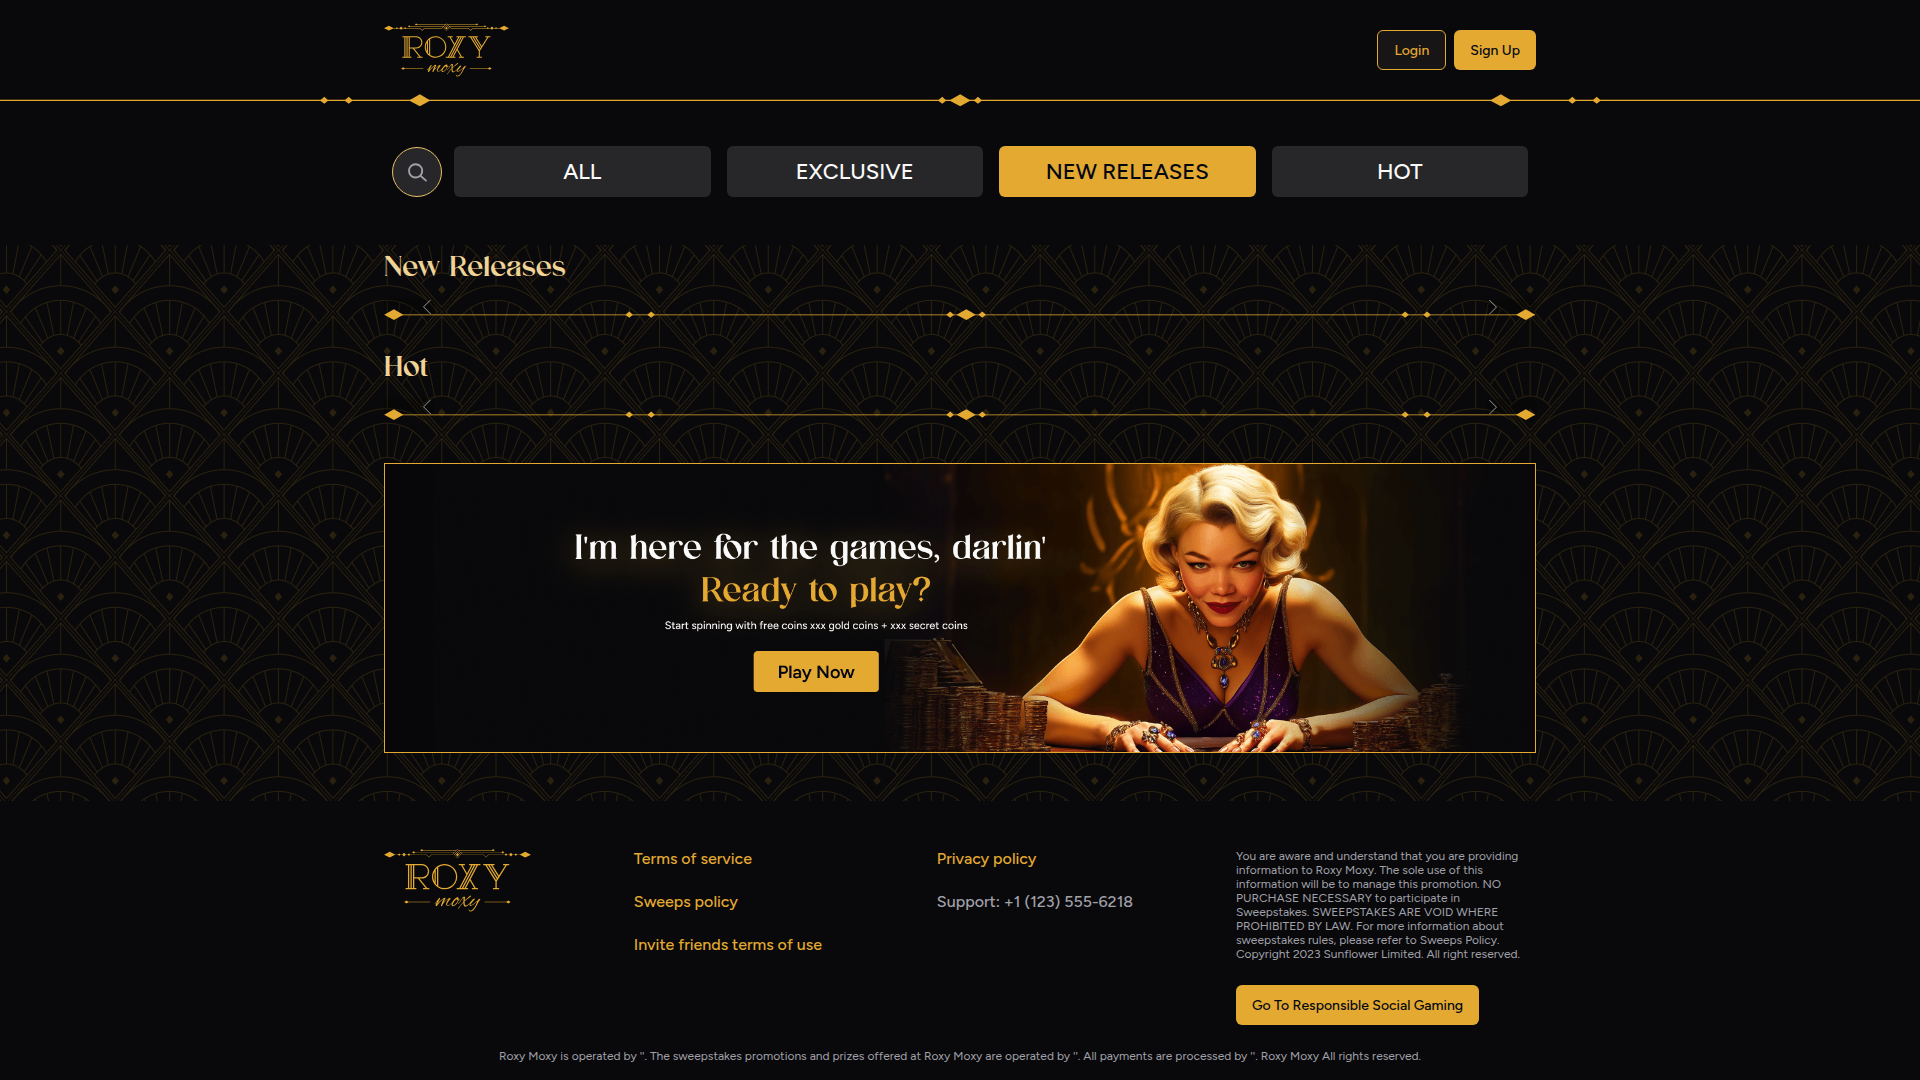 ROXY
moxy
Login
Sign Up
ALL
EXCLUSIVE
NEW RELEASES
HOT
New Releases
Hot
I'm here for the games, darlin'
Ready to play?
Start spinning with free coins xxx gold coins + xxx secret coins
Play Now
ROXY
moxy
Terms of service
Sweeps policy
Invite friends terms of use
Privacy policy
Support: +1 (123) 555-6218
You are aware and understand that you are providing
information to Roxy Moxy. The sole use of this
information will be to manage this promotion. NO
PURCHASE NECESSARY to participate in
Sweepstakes. SWEEPSTAKES ARE VOID WHERE
PROHIBITED BY LAW. For more information about
sweepstakes rules, please refer to Sweeps Policy.
Copyright 2023 Sunflower Limited. All right reserved.
Go To Responsible Social Gaming
Roxy Moxy is operated by ''. The sweepstakes promotions and prizes offered at Roxy Moxy are operated by ''. All payments are processed by ''. Roxy Moxy All rights reserved.